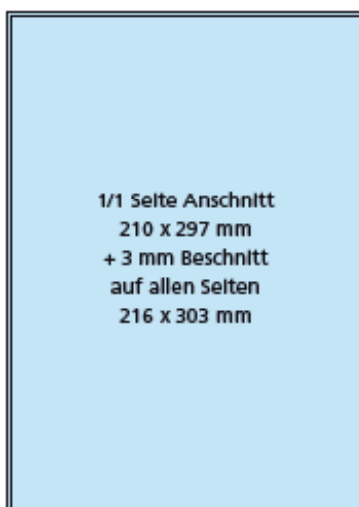 1/1 Seite Anschnitt
210 x 297 mm
+ 3 mm Beschnitt
auf allen Seiten
216 x 303 mm